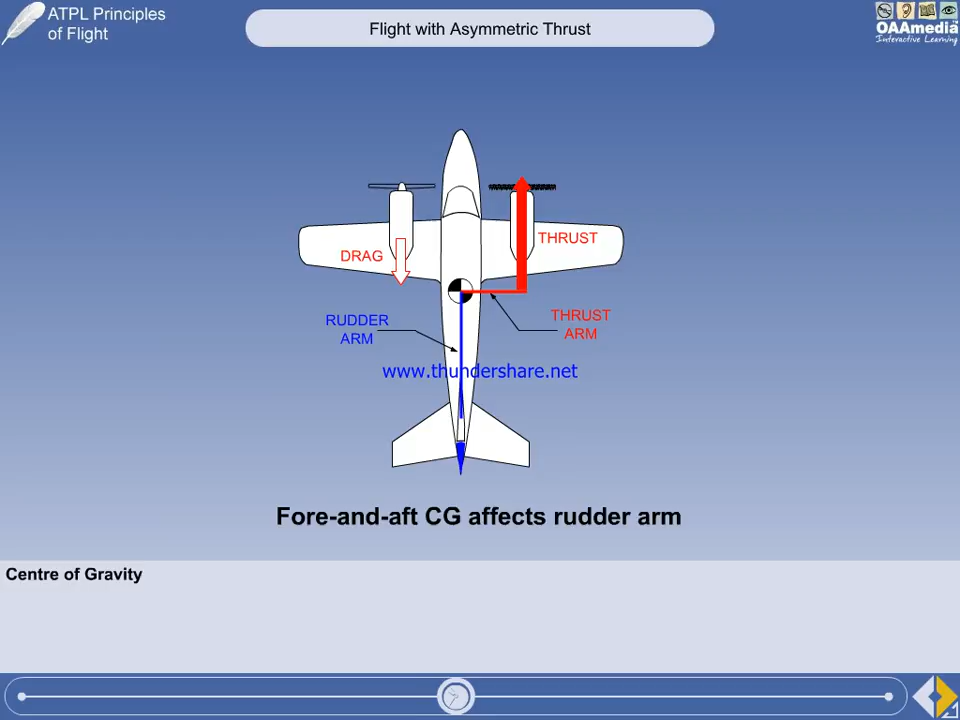 ATPL Principles
of Flight
Flight with Asymmetric Thrust
OAAmedia
Interactive Learning
THRUST
DRAG
RUDDER
ARM
THRUST
ARM
www.thundershare.net
Fore-and-aft CG affects rudder arm
Centre of Gravity